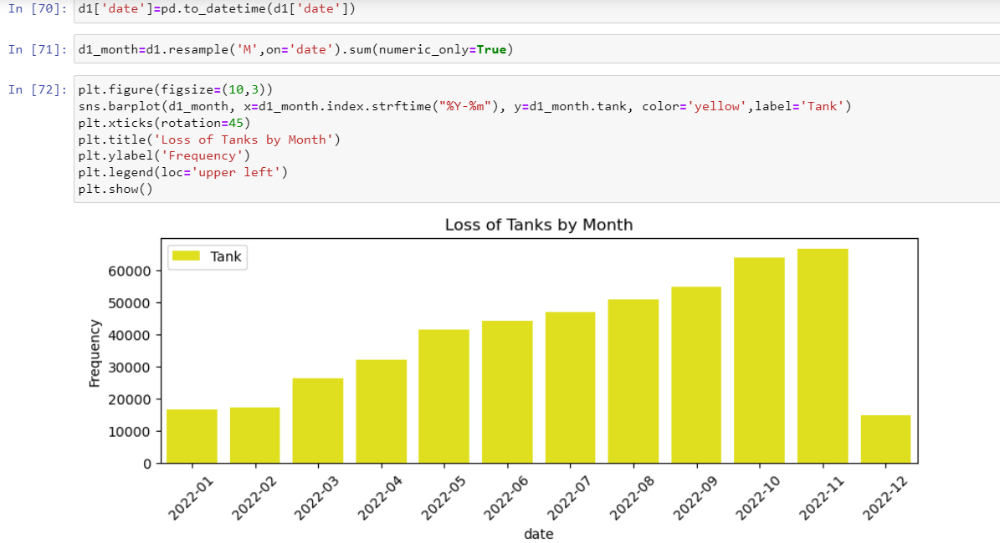 In [70]: d1['date']=pd.to_datetime(d1['date'])
In [71]: d1_month=d1.resample('M',on='date').sum(numeric_only=True)
In [72]: plt.figure(figsize=(10,3))
sns.barplot(d1_month, x=d1_month.index.strftime("%Y-%m"), y=d1_month.tank, color='yellow',label='Tank')
plt.xticks(rotation=45)
plt.title('Loss of Tanks by Month')
plt.ylabel('Frequency')
plt.legend(loc='upper left')
plt.show()
Loss of Tanks by Month
Tank
60000
50000
40000
30000
20000
10000
0
Frequency
2022-01
2022-02
2022-03
2022-04
2022-05
2022-06
2022-07
2022-08
2022-09
2022-10
2022-11
2022-12
date